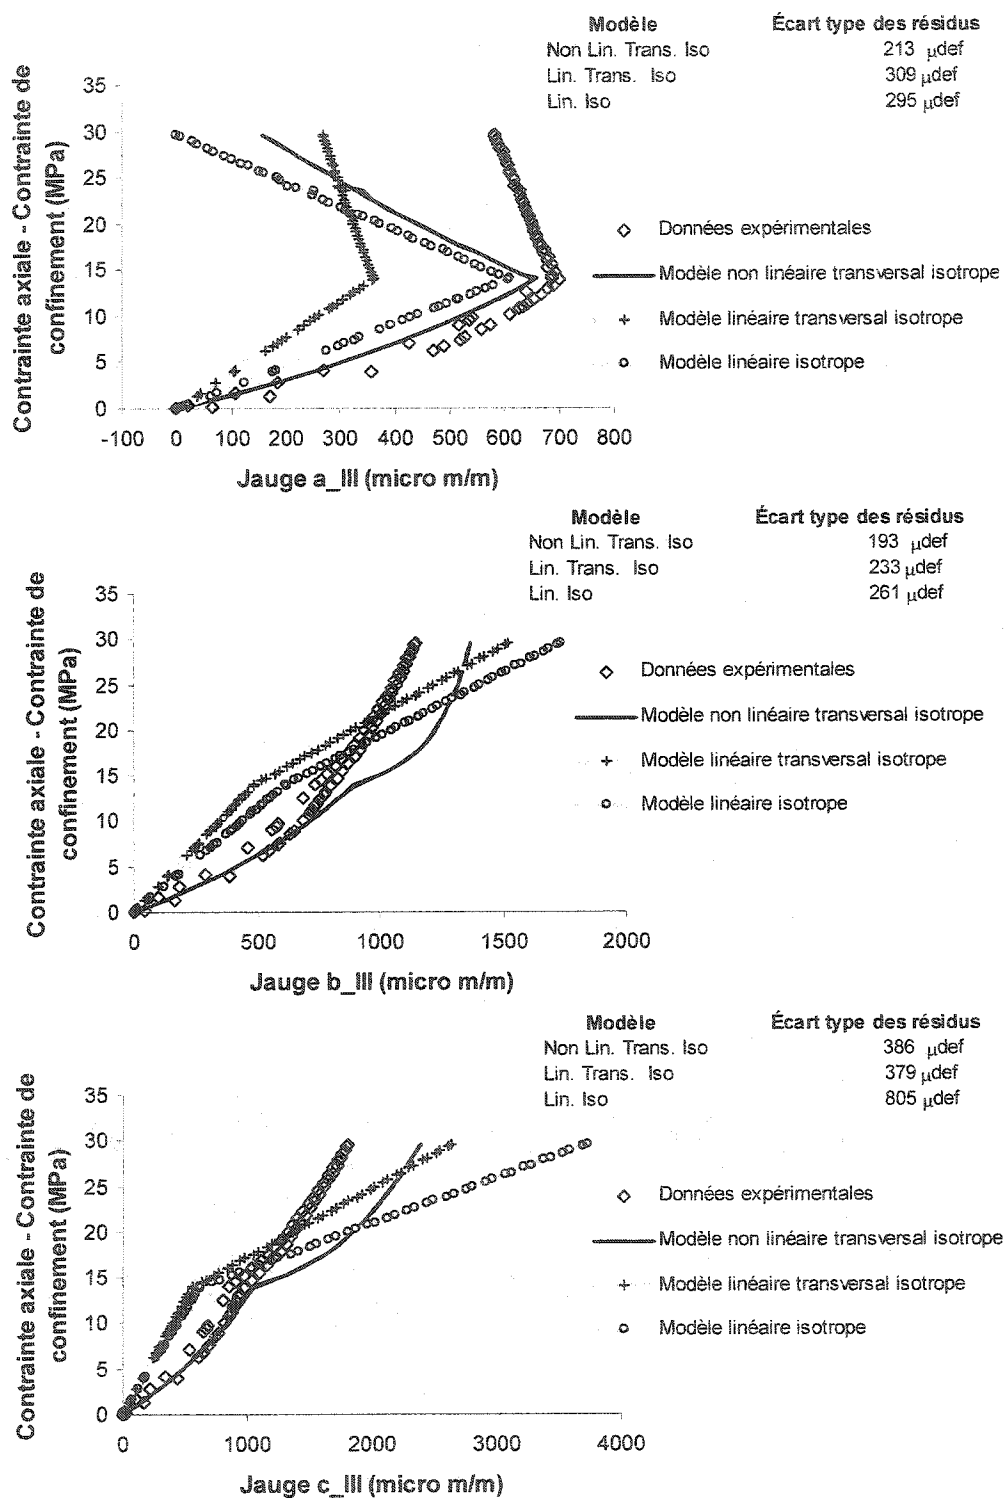 Modèle Écart type des résidus
Non Lin. Trans. Iso 213 μdef
Lin. Trans. Iso 309 μdef
Lin. Iso 295 μdef
Contrainte axiale - Contrainte de
confinement (MPa)
35
30
25
20
15
10
5
0
-100 0 100 200 300 400 500 600 700 800
Jauge a_III (micro m/m)
Données expérimentales
Modèle non linéaire transversal isotrope
Modèle linéaire transversal isotrope
Modèle linéaire isotrope
Modèle Écart type des résidus
Non Lin. Trans. Iso 193 μdef
Lin. Trans. Iso 233 μdef
Lin. Iso 261 μdef
Contrainte axiale - Contrainte de
confinement (MPa)
35
30
25
20
15
10
5
0
0 500 1000 1500 2000
Jauge b_III (micro m/m)
Données expérimentales
Modèle non linéaire transversal isotrope
Modèle linéaire transversal isotrope
Modèle linéaire isotrope
Modèle Écart type des résidus
Non Lin. Trans. Iso 386 μdef
Lin. Trans. Iso 379 μdef
Lin. Iso 805 μdef
Contrainte axiale - Contrainte de
confinement (MPa)
35
30
25
20
15
10
5
0
0 1000 2000 3000 4000
Jauge c_III (micro m/m)
Données expérimentales
Modèle non linéaire transversal isotrope
Modèle linéaire transversal isotrope
Modèle linéaire isotrope